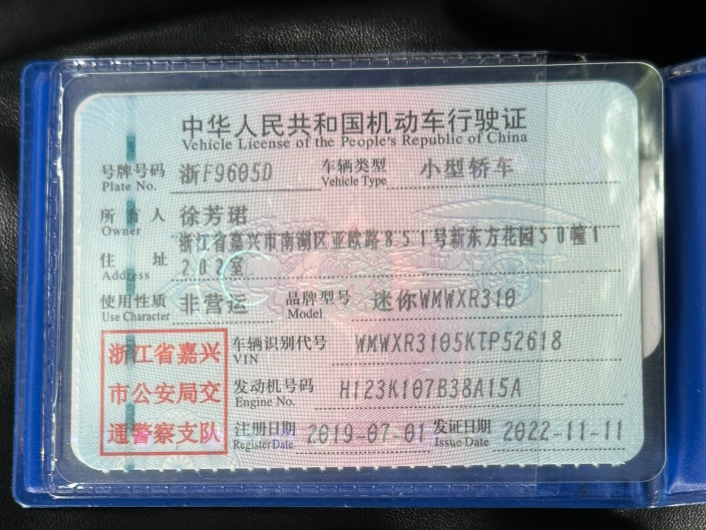 中华人民共和国机动车行驶证
Vehicle License of the People's Republic of China
号牌号码 浙F9605D 车辆类型 小型轿车
Plate No. Vehicle Type
所有人 徐芳珺
Owner
住址 浙江省嘉兴市南湖区亚欧路851号新东方花园50幢1
Address 202室
使用性质 非营运 品牌型号 迷你WMWXR310
Use Character Model
浙江省嘉兴 车辆识别代号 WMWXR3105KTP52618
VIN
市公安局交 发动机号码 H123K107B38A15A
Engine No.
通警察支队 注册日期 2019-07-01 发证日期 2022-11-11
Register Date Issue Date